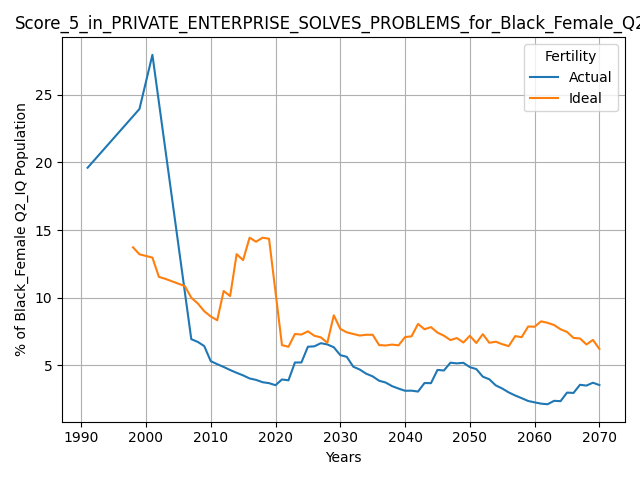 Score_5_in_PRIVATE_ENTERPRISE_SOLVES_PROBLEMS_for_Black_Female_Q2
Fertility
Actual
Ideal
% of Black_Female Q2_IQ Population
25
20
15
10
5
1990 2000 2010 2020 2030 2040 2050 2060 2070
Years